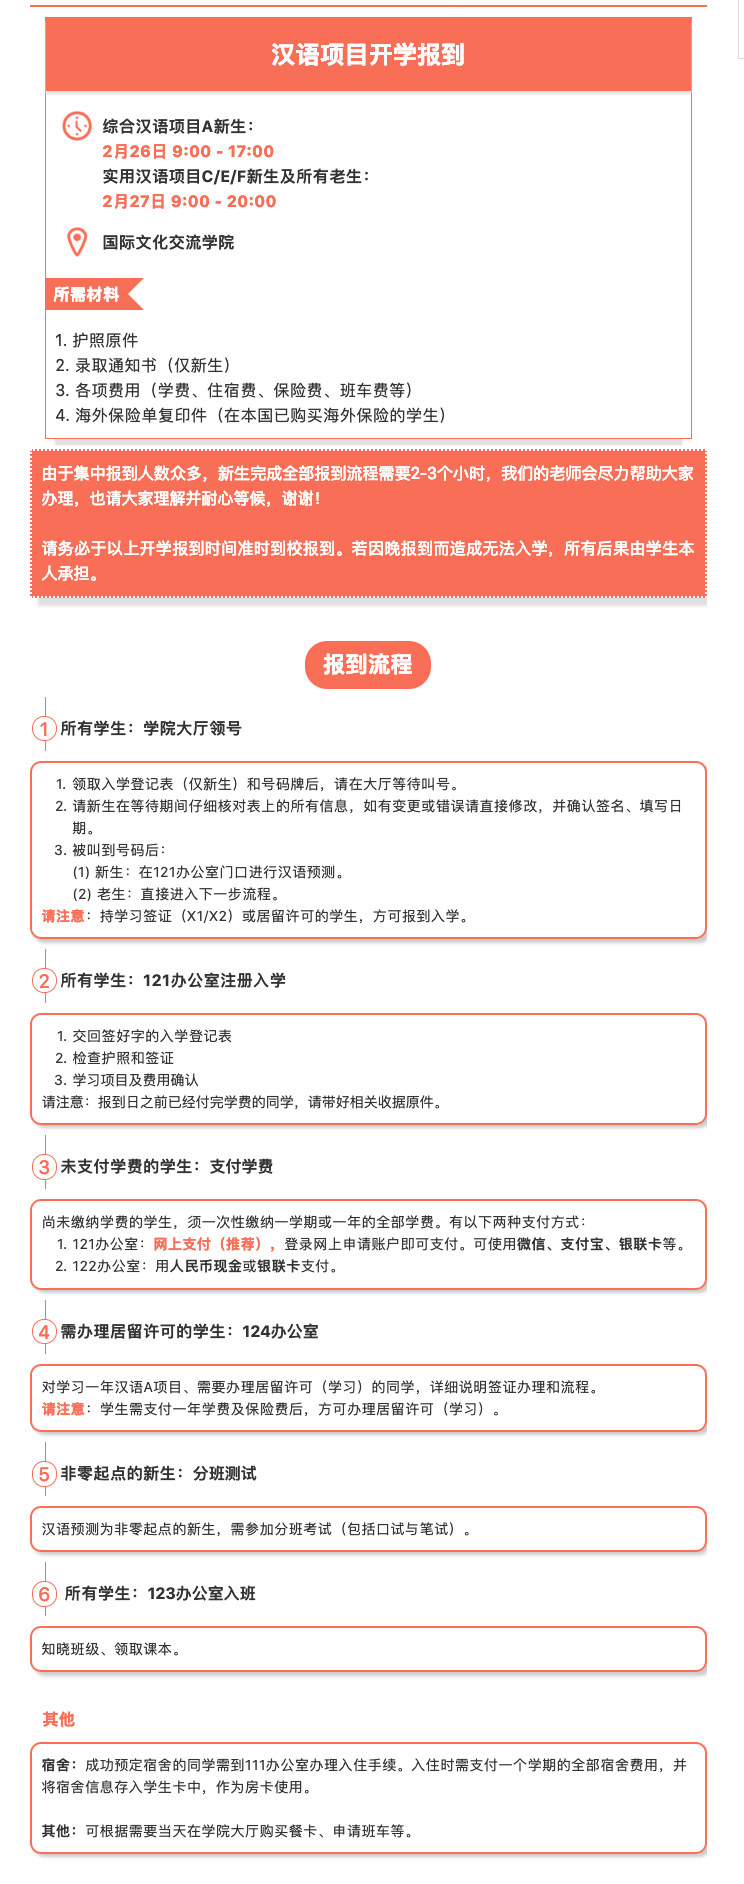 汉语项目开学报到
综合汉语项目A新生：
2月26日 9:00 - 17:00
实用汉语项目C/E/F新生及所有老生：
2月27日 9:00 - 20:00
国际文化交流学院
所需材料
1. 护照原件
2. 录取通知书（仅新生）
3. 各项费用（学费、住宿费、保险费、班车费等）
4. 海外保险单复印件（在本国已购买海外保险的学生）
由于集中报到人数众多，新生完成全部报到流程需要2-3个小时，我们的老师会尽力帮助大家
办理，也请大家理解并耐心等候，谢谢！
请务必于以上开学报到时间准时到校报到。若因晚报到而造成无法入学，所有后果由学生本
人承担。
报到流程
1 所有学生：学院大厅领号
1. 领取入学登记表（仅新生）和号码牌后，请在大厅等待叫号。
2. 请新生在等待期间仔细核对表上的所有信息，如有变更或错误请直接修改，并确认签名、填写日
期。
3. 被叫到号码后：
(1) 新生：在121办公室门口进行汉语预测。
(2) 老生：直接进入下一步流程。
请注意：持学习签证（X1/X2）或居留许可的学生，方可报到入学。
2 所有学生：121办公室注册入学
1. 交回签好字的入学登记表
2. 检查护照和签证
3. 学习项目及费用确认
请注意：报到日之前已经付完学费的同学，请带好相关收据原件。
3 未支付学费的学生：支付学费
尚未缴纳学费的学生，须一次性缴纳一学期或一年的全部学费。有以下两种支付方式：
1. 121办公室：网上支付（推荐），登录网上申请账户即可支付。可使用微信、支付宝、银联卡等。
2. 122办公室：用人民币现金或银联卡支付。
4 需办理居留许可的学生：124办公室
对学习一年汉语A项目、需要办理居留许可（学习）的同学，详细说明签证办理和流程。
请注意：学生需支付一年学费及保险费后，方可办理居留许可（学习）。
5 非零起点的新生：分班测试
汉语预测为非零起点的新生，需参加分班考试（包括口试与笔试）。
6 所有学生：123办公室入班
知晓班级、领取课本。
其他
宿舍：成功预定宿舍的同学需到111办公室办理入住手续。入住时需支付一个学期的全部宿舍费用，并
将宿舍信息存入学生卡中，作为房卡使用。
其他：可根据需要当天在学院大厅购买餐卡、申请班车等。